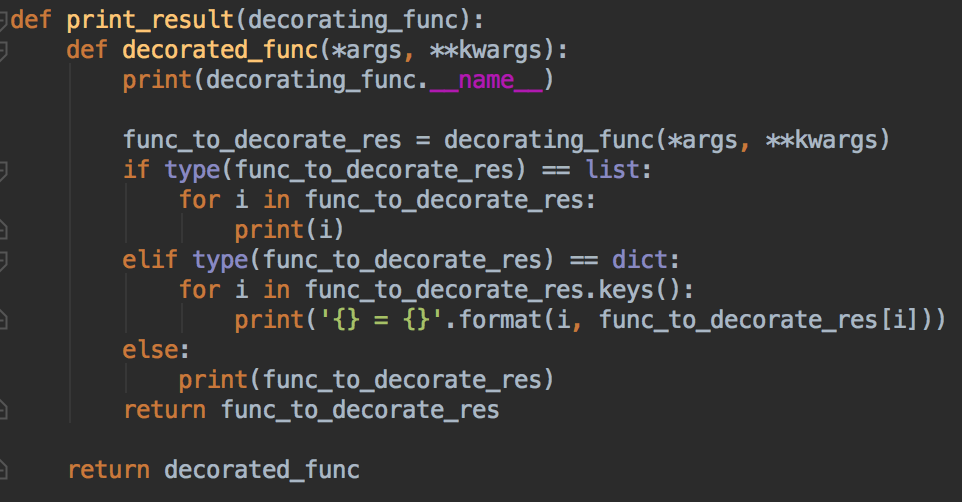 def print_result(decorating_func):
    def decorated_func(*args, **kwargs):
        print(decorating_func.__name__)

        func_to_decorate_res = decorating_func(*args, **kwargs)
        if type(func_to_decorate_res) == list:
            for i in func_to_decorate_res:
                print(i)
        elif type(func_to_decorate_res) == dict:
            for i in func_to_decorate_res.keys():
                print('{} = {}'.format(i, func_to_decorate_res[i]))
        else:
            print(func_to_decorate_res)
        return func_to_decorate_res

    return decorated_func